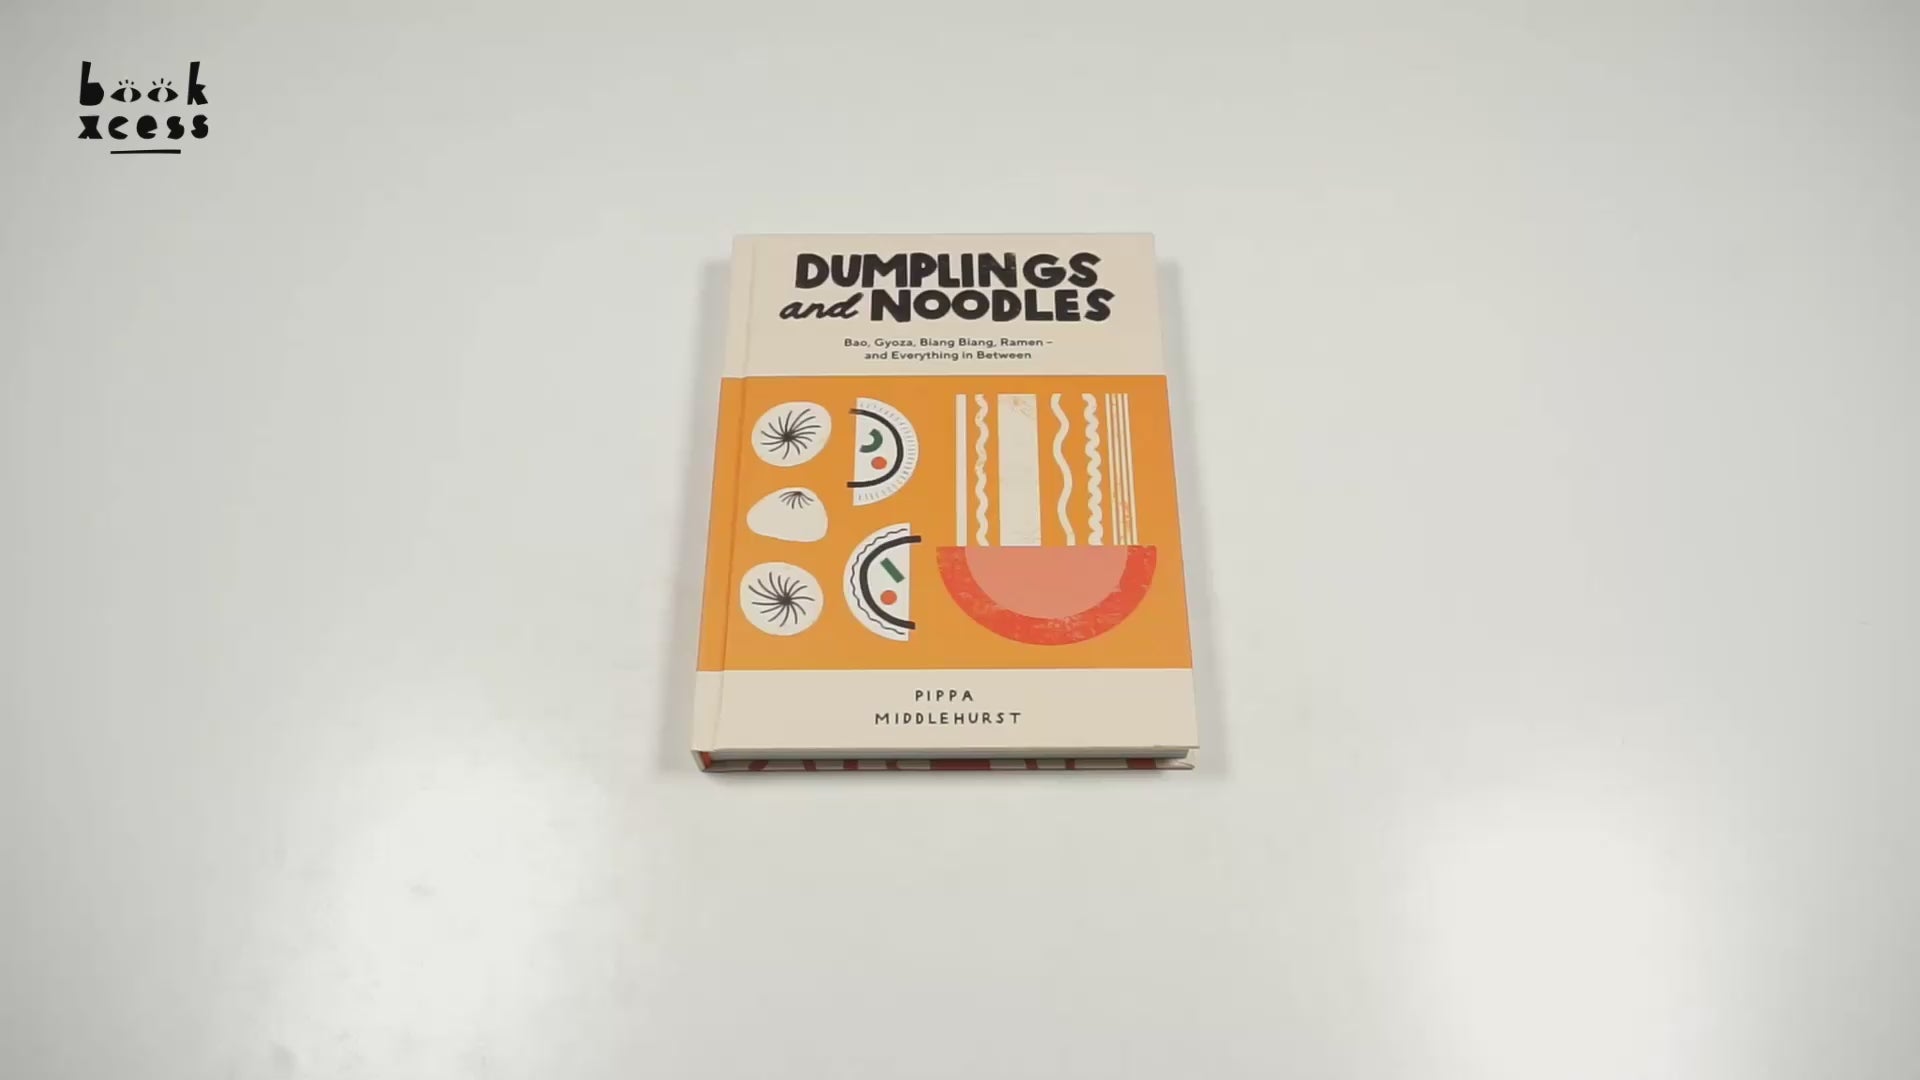 book
xcess
DUMPLINGS
and NOODLES
Bao, Gyoza, Biang Biang, Ramen –
and Everything in Between
PIPPA
MIDDLEHURST